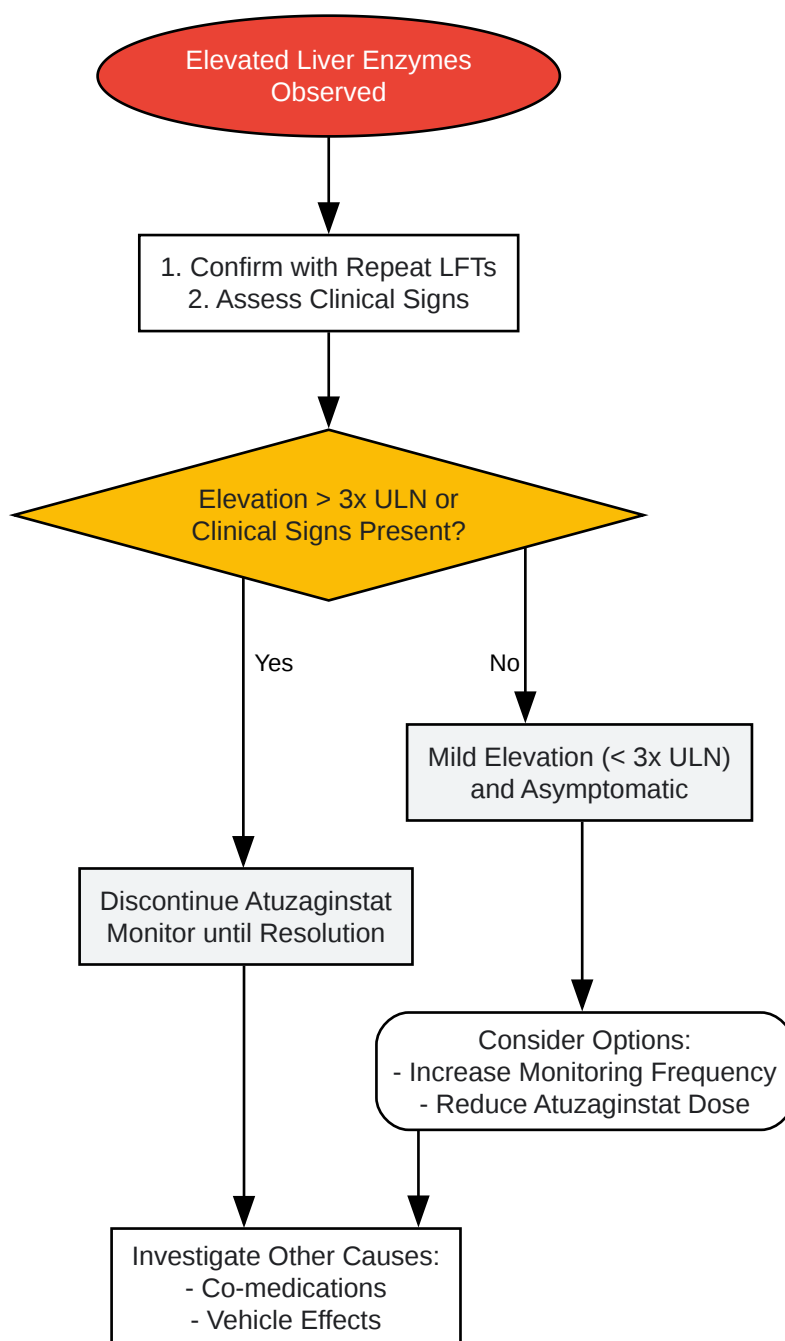 Elevated Liver Enzymes
Observed
1. Confirm with Repeat LFTs
2. Assess Clinical Signs
Elevation > 3x ULN or
Clinical Signs Present?
Yes
No
Mild Elevation (< 3x ULN)
and Asymptomatic
Discontinue Atuzaginstat
Monitor until Resolution
Consider Options:
- Increase Monitoring Frequency
- Reduce Atuzaginstat Dose
Investigate Other Causes:
- Co-medications
- Vehicle Effects